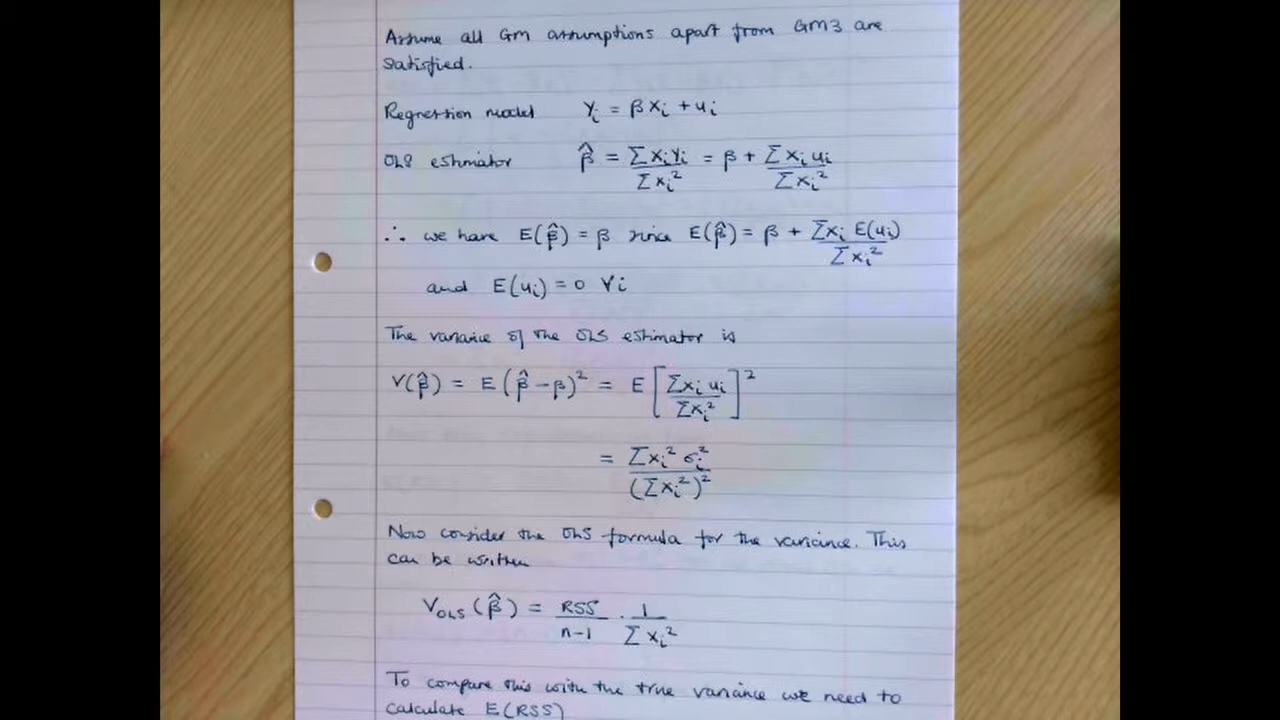 Assume all GM assumptions apart from GM3 are
satisfied.
Regression model Yᵢ = β Xᵢ + uᵢ
OLS estimator β̂ = ΣXᵢYᵢ / ΣXᵢ² = β + ΣXᵢuᵢ / ΣXᵢ²
∴ we have E(β̂) = β since E(β̂) = β + ΣXᵢ E(uᵢ) / ΣXᵢ²
and E(uᵢ) = 0 ∀i
The variance of the OLS estimator is
V(β̂) = E(β̂ - β)² = E[ΣXᵢuᵢ / ΣXᵢ²]²
= ΣXᵢ²σᵢ² / (ΣXᵢ²)²
Now consider the OLS formula for the variance. This
can be written
V_OLS(β̂) = RSS / n-1 · 1 / ΣXᵢ²
To compare this with the true variance we need to
calculate E(RSS)